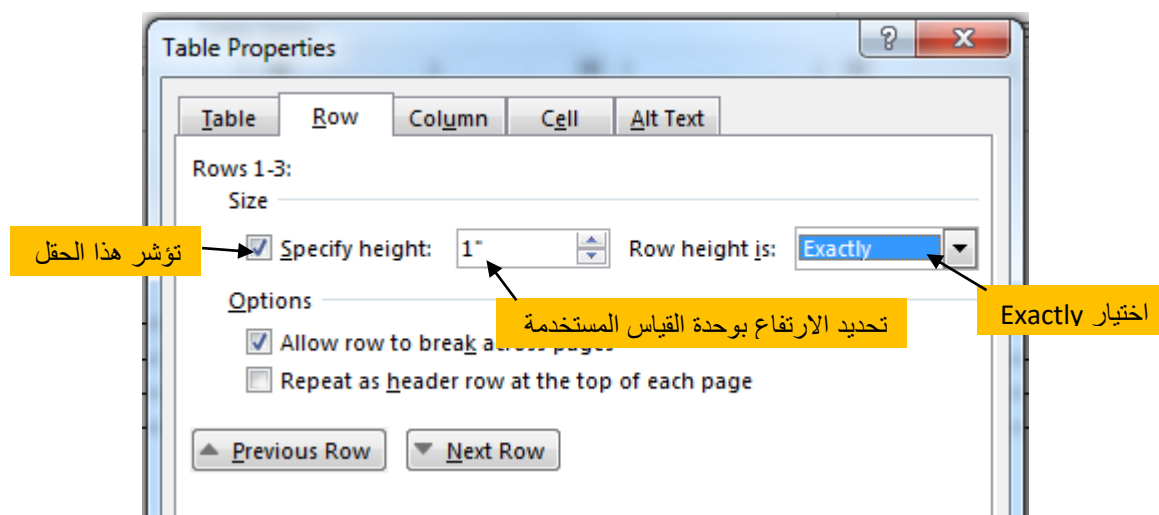 Table Properties
Table Row Column Cell Alt Text
Rows 1-3:
Size
تؤشر هذا الحقل
Specify height: 1" Row height is: Exactly
Options
تحديد الارتفاع بوحدة القياس المستخدمة
اختيار Exactly
Allow row to break across pages
Repeat as header row at the top of each page
Previous Row Next Row